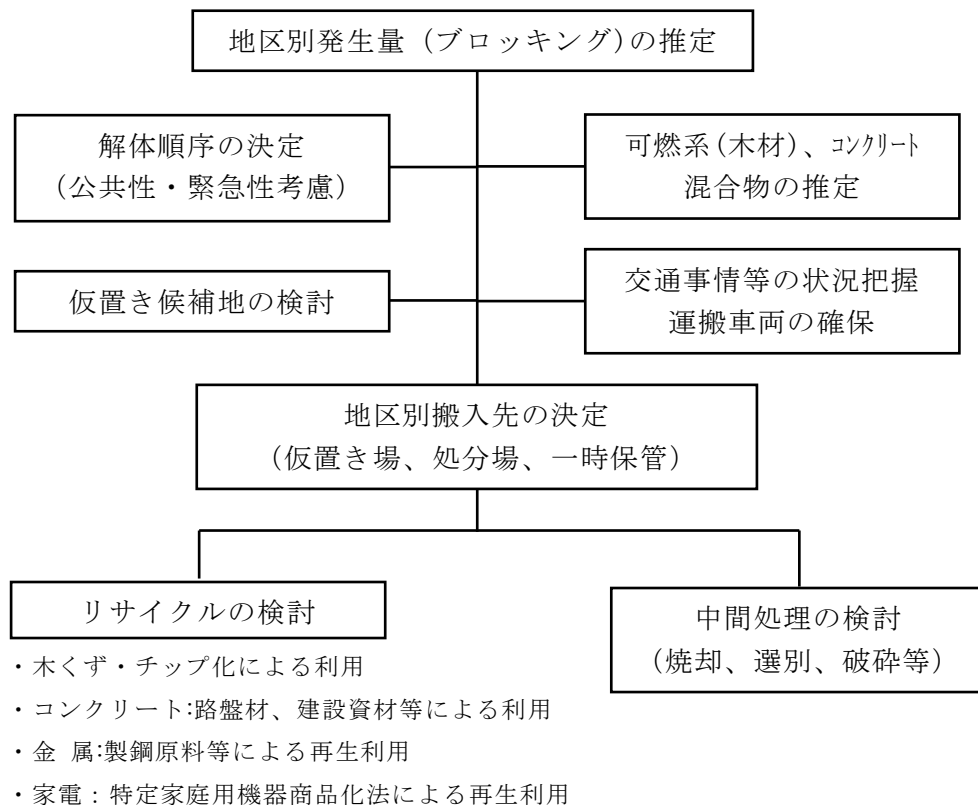 地区別発生量(ブロッキング)の推定
解体順序の決定
(公共性・緊急性考慮)
可燃系(木材)、コンクリート
混合物の推定
仮置き候補地の検討
交通事情等の状況把握
運搬車両の確保
地区別搬入先の決定
(仮置き場、処分場、一時保管)
リサイクルの検討
・木くず・チップ化による利用
・コンクリート:路盤材、建設資材等による利用
・金 属:製鋼原料等による再生利用
・家電:特定家庭用機器商品化法による再生利用
中間処理の検討
(焼却、選別、破砕等)